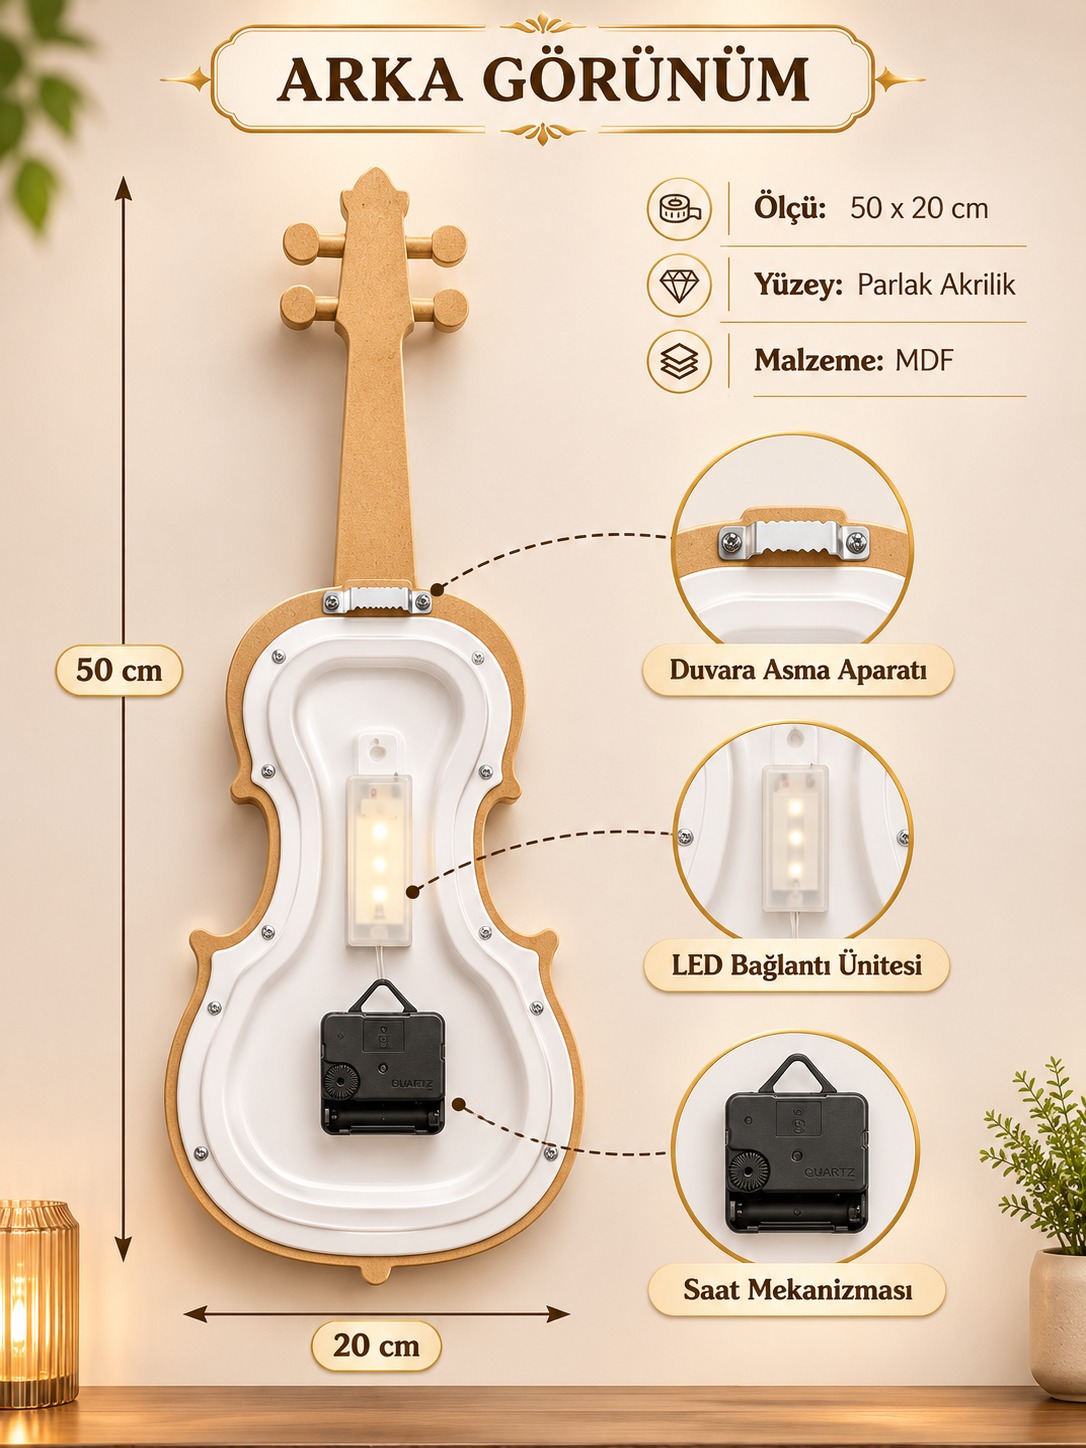 ARKA GÖRÜNÜM
Ölçü: 50 x 20 cm
Yüzey: Parlak Akrilik
Malzeme: MDF
Duvara Asma Aparatı
50 cm
LED Bağlantı Ünitesi
QUARTZ
QUARTZ
Saat Mekanizması
20 cm